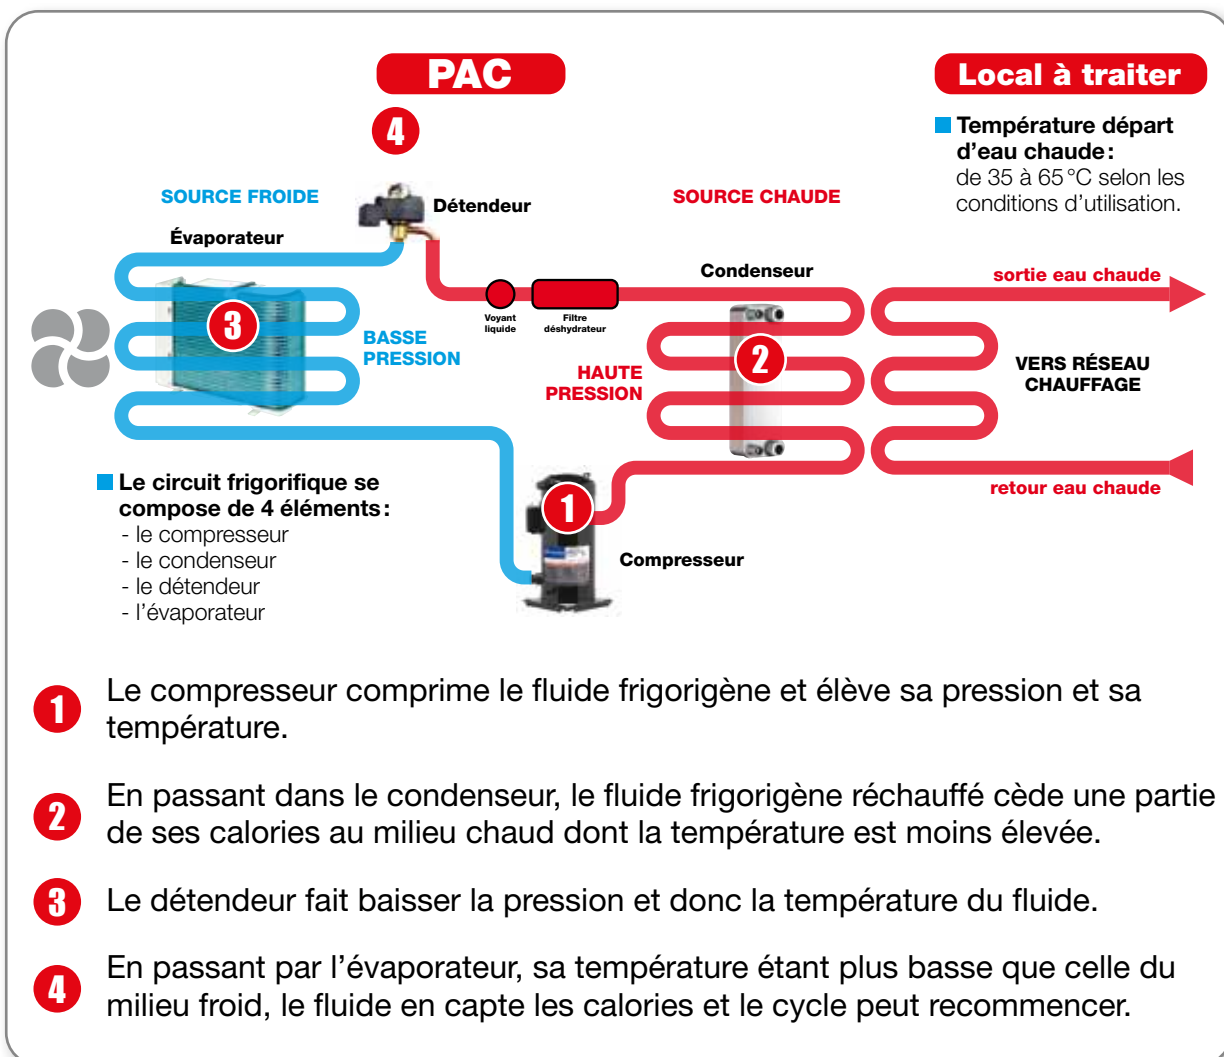 PAC
Local à traiter
4
Température départ
d'eau chaude :
de 35 à 65 °C selon les
conditions d'utilisation.
SOURCE FROIDE
Détendeur
SOURCE CHAUDE
Évaporateur
Condenseur
sortie eau chaude
Voyant
liquide
Filtre
déshydrateur
3
BASSE
PRESSION
2
HAUTE
PRESSION
VERS RÉSEAU
CHAUFFAGE
retour eau chaude
Le circuit frigorifique se
compose de 4 éléments :
- le compresseur
- le condenseur
- le détendeur
- l'évaporateur
1
Compresseur
1 Le compresseur comprime le fluide frigorigène et élève sa pression et sa
température.
2 En passant dans le condenseur, le fluide frigorigène réchauffé cède une partie
de ses calories au milieu chaud dont la température est moins élevée.
3 Le détendeur fait baisser la pression et donc la température du fluide.
4 En passant par l'évaporateur, sa température étant plus basse que celle du
milieu froid, le fluide en capte les calories et le cycle peut recommencer.